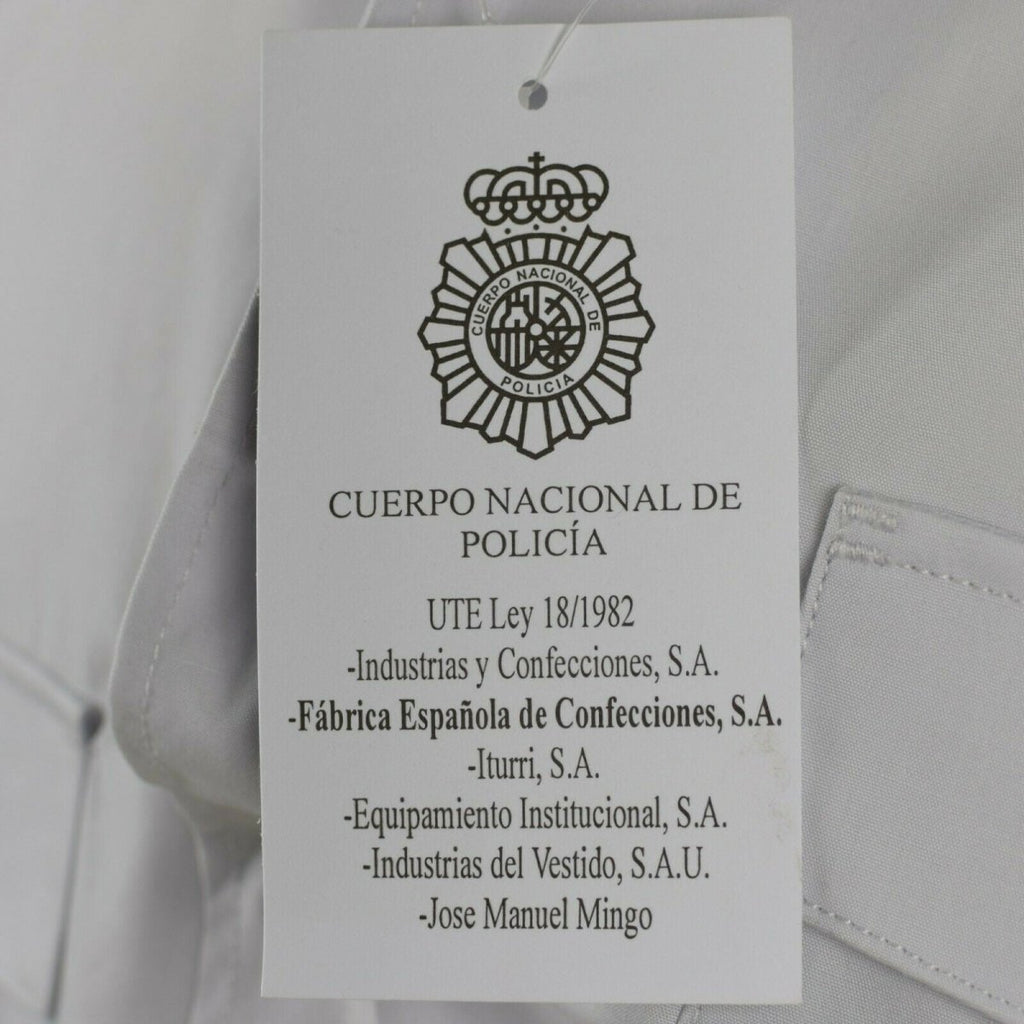 CUERPO NACIONAL DE
POLICIA
CUERPO NACIONAL DE
POLICÍA
UTE Ley 18/1982
-Industrias y Confecciones, S.A.
-Fábrica Española de Confecciones, S.A.
-Iturri, S.A.
-Equipamiento Institucional, S.A.
-Industrias del Vestido, S.A.U.
-Jose Manuel Mingo